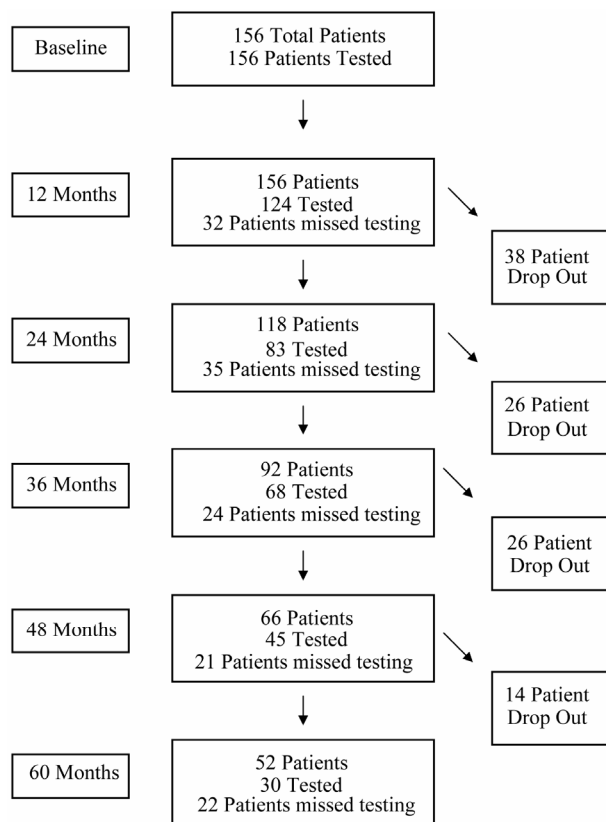 Baseline
156 Total Patients
156 Patients Tested
12 Months
156 Patients
124 Tested
32 Patients missed testing
38 Patient
Drop Out
24 Months
118 Patients
83 Tested
35 Patients missed testing
26 Patient
Drop Out
36 Months
92 Patients
68 Tested
24 Patients missed testing
26 Patient
Drop Out
48 Months
66 Patients
45 Tested
21 Patients missed testing
14 Patient
Drop Out
60 Months
52 Patients
30 Tested
22 Patients missed testing